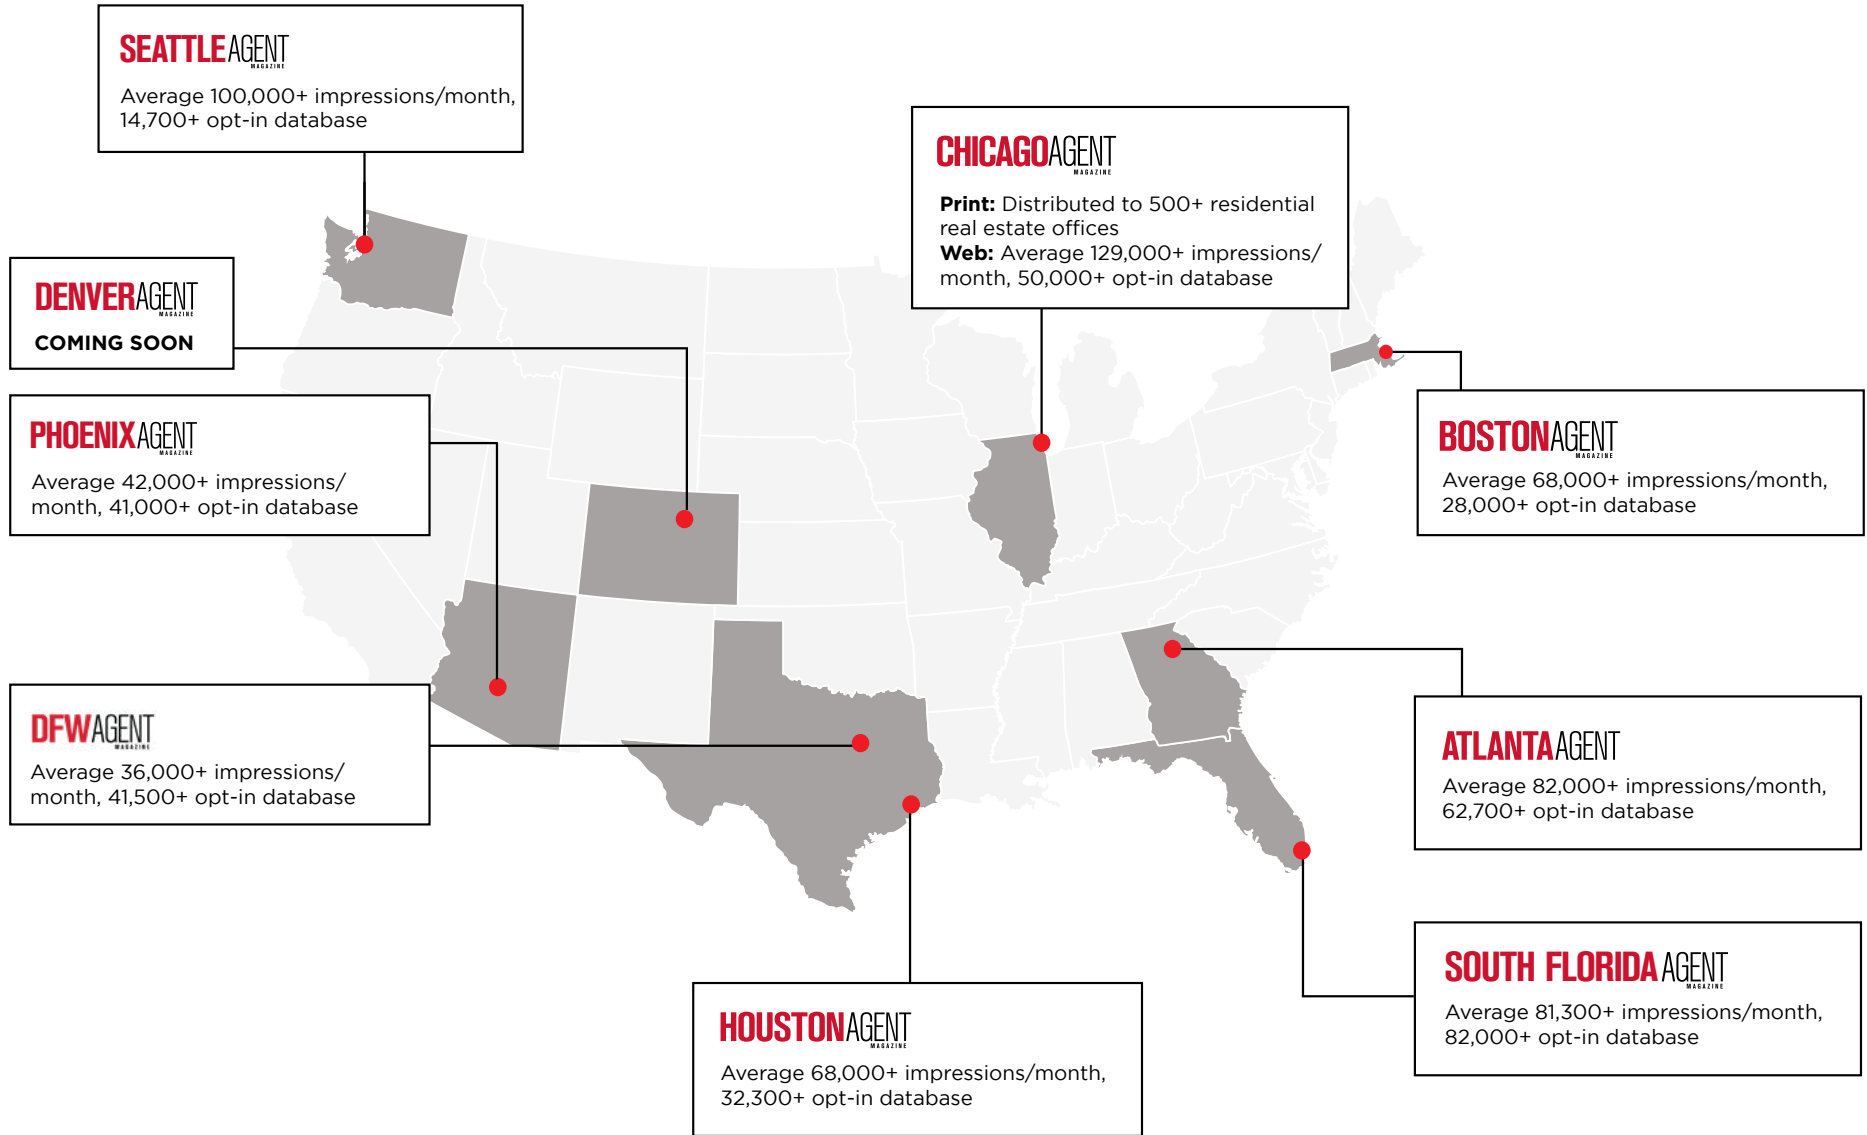 SEATTLEAGENT
MAGAZINE
Average 100,000+ impressions/month,
14,700+ opt-in database
CHICAGOAGENT
MAGAZINE
Print: Distributed to 500+ residential
real estate offices
Web: Average 129,000+ impressions/
month, 50,000+ opt-in database
DENVERAGENT
MAGAZINE
COMING SOON
PHOENIXAGENT
MAGAZINE
Average 42,000+ impressions/
month, 41,000+ opt-in database
BOSTONAGENT
MAGAZINE
Average 68,000+ impressions/month,
28,000+ opt-in database
DFWAGENT
MAGAZINE
Average 36,000+ impressions/
month, 41,500+ opt-in database
ATLANTAAGENT
Average 82,000+ impressions/month,
62,700+ opt-in database
SOUTH FLORIDA AGENT
MAGAZINE
Average 81,300+ impressions/month,
82,000+ opt-in database
HOUSTONAGENT
MAGAZINE
Average 68,000+ impressions/month,
32,300+ opt-in database